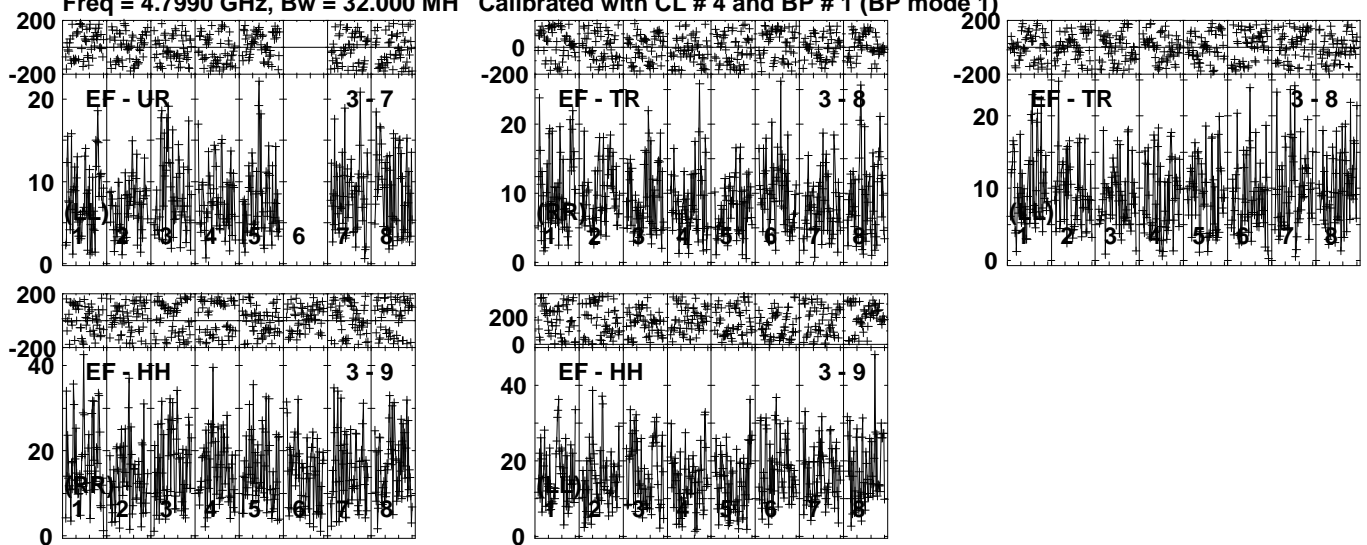 Freq = 4.7990 GHz, Bw = 32.000 MH Calibrated with CL # 4 and BP # 1 (BP mode 1)
200
-200
EF - UR 3 - 7
20
10
0
(LL)
1 2 3 4 5 6 7 8
200
0
-200
EF - TR 3 - 8
20
10
0
(RR)
1 2 3 4 5 6 7 8
200
0
-200
EF - TR 3 - 8
20
10
0
(LL)
1 2 3 4 5 6 7 8
200
-200
EF - HH 3 - 9
40
20
0
(RR)
1 2 3 4 5 6 7 8
200
0
EF - HH 3 - 9
40
20
0
(LL)
1 2 3 4 5 6 7 8